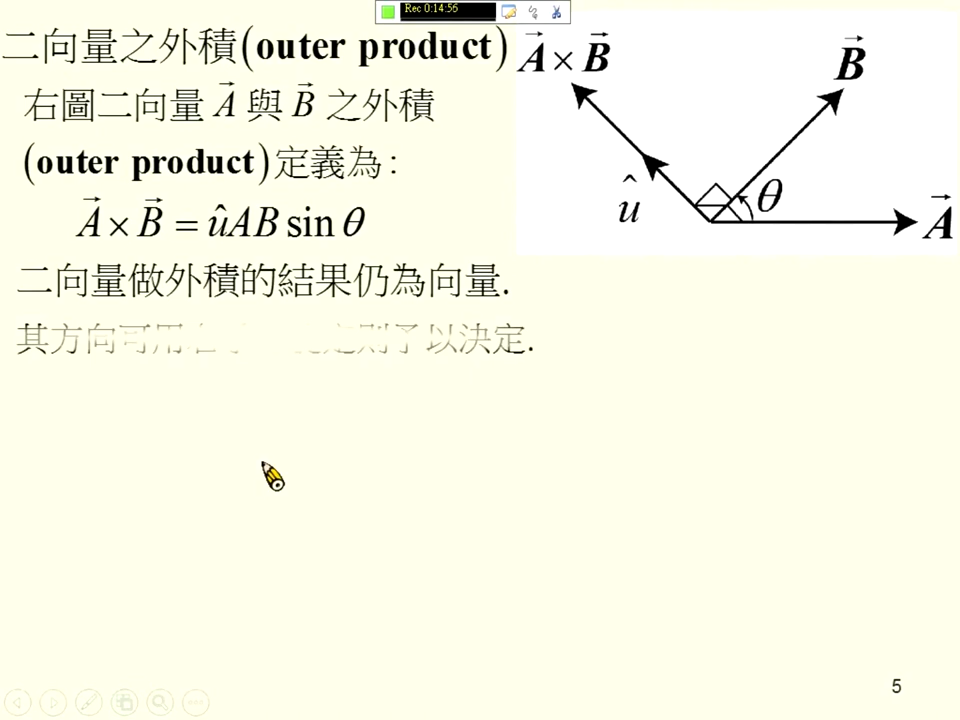 Rec 0:14:56
二向量之外積(outer product)
右圖二向量 A⃗ 與 B⃗ 之外積
(outer product)定義為:
A⃗ × B⃗ = ûAB sin θ
二向量做外積的結果仍為向量.
其方向可用 則予以決定.
A⃗ × B⃗
B⃗
û
θ
A⃗
5